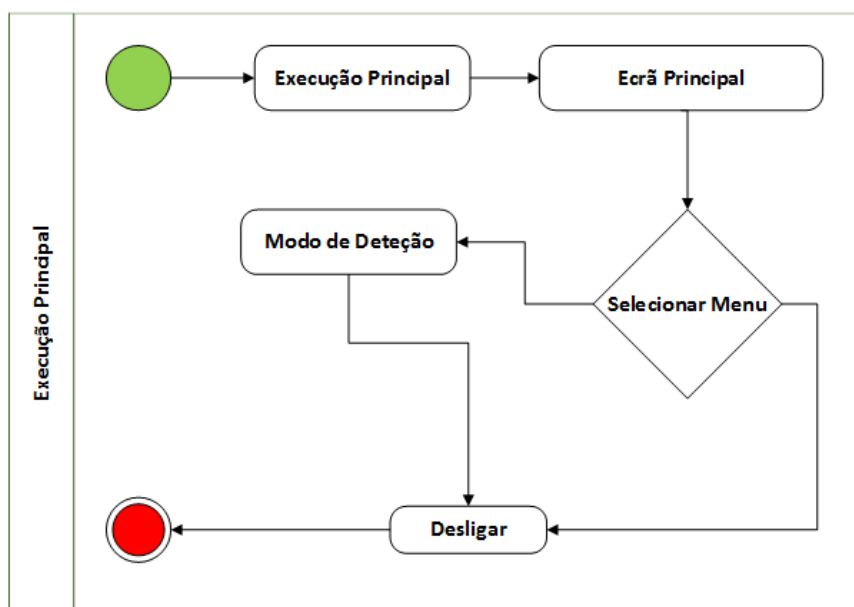 Execução Principal
Execução Principal
Ecrã Principal
Modo de Deteção
Selecionar Menu
Desligar